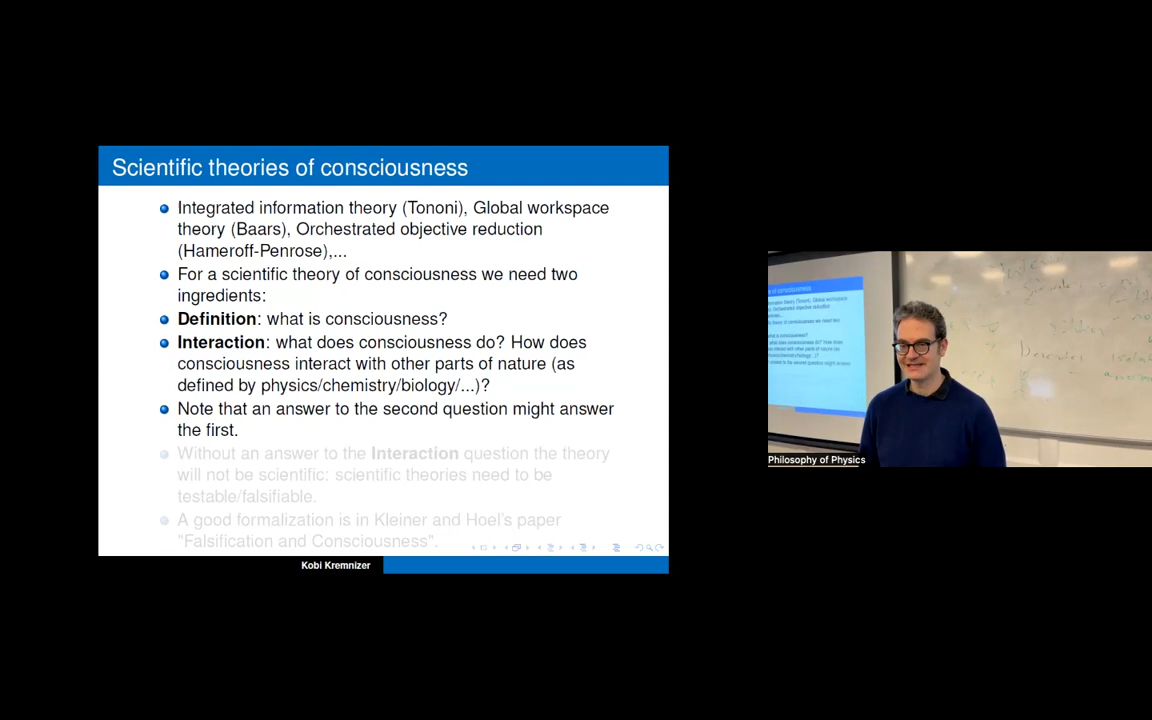 Scientific theories of consciousness
Integrated information theory (Tononi), Global workspace
theory (Baars), Orchestrated objective reduction
(Hameroff-Penrose),...
For a scientific theory of consciousness we need two
ingredients:
Definition: what is consciousness?
Interaction: what does consciousness do? How does
consciousness interact with other parts of nature (as
defined by physics/chemistry/biology/...)?
Note that an answer to the second question might answer
the first.
Without an answer to the Interaction question the theory
will not be scientific: scientific theories need to be
testable/falsifiable.
A good formalization is in Kleiner and Hoel's paper
"Falsification and Consciousness".
Kobi Kremnizer
Philosophy of Physics